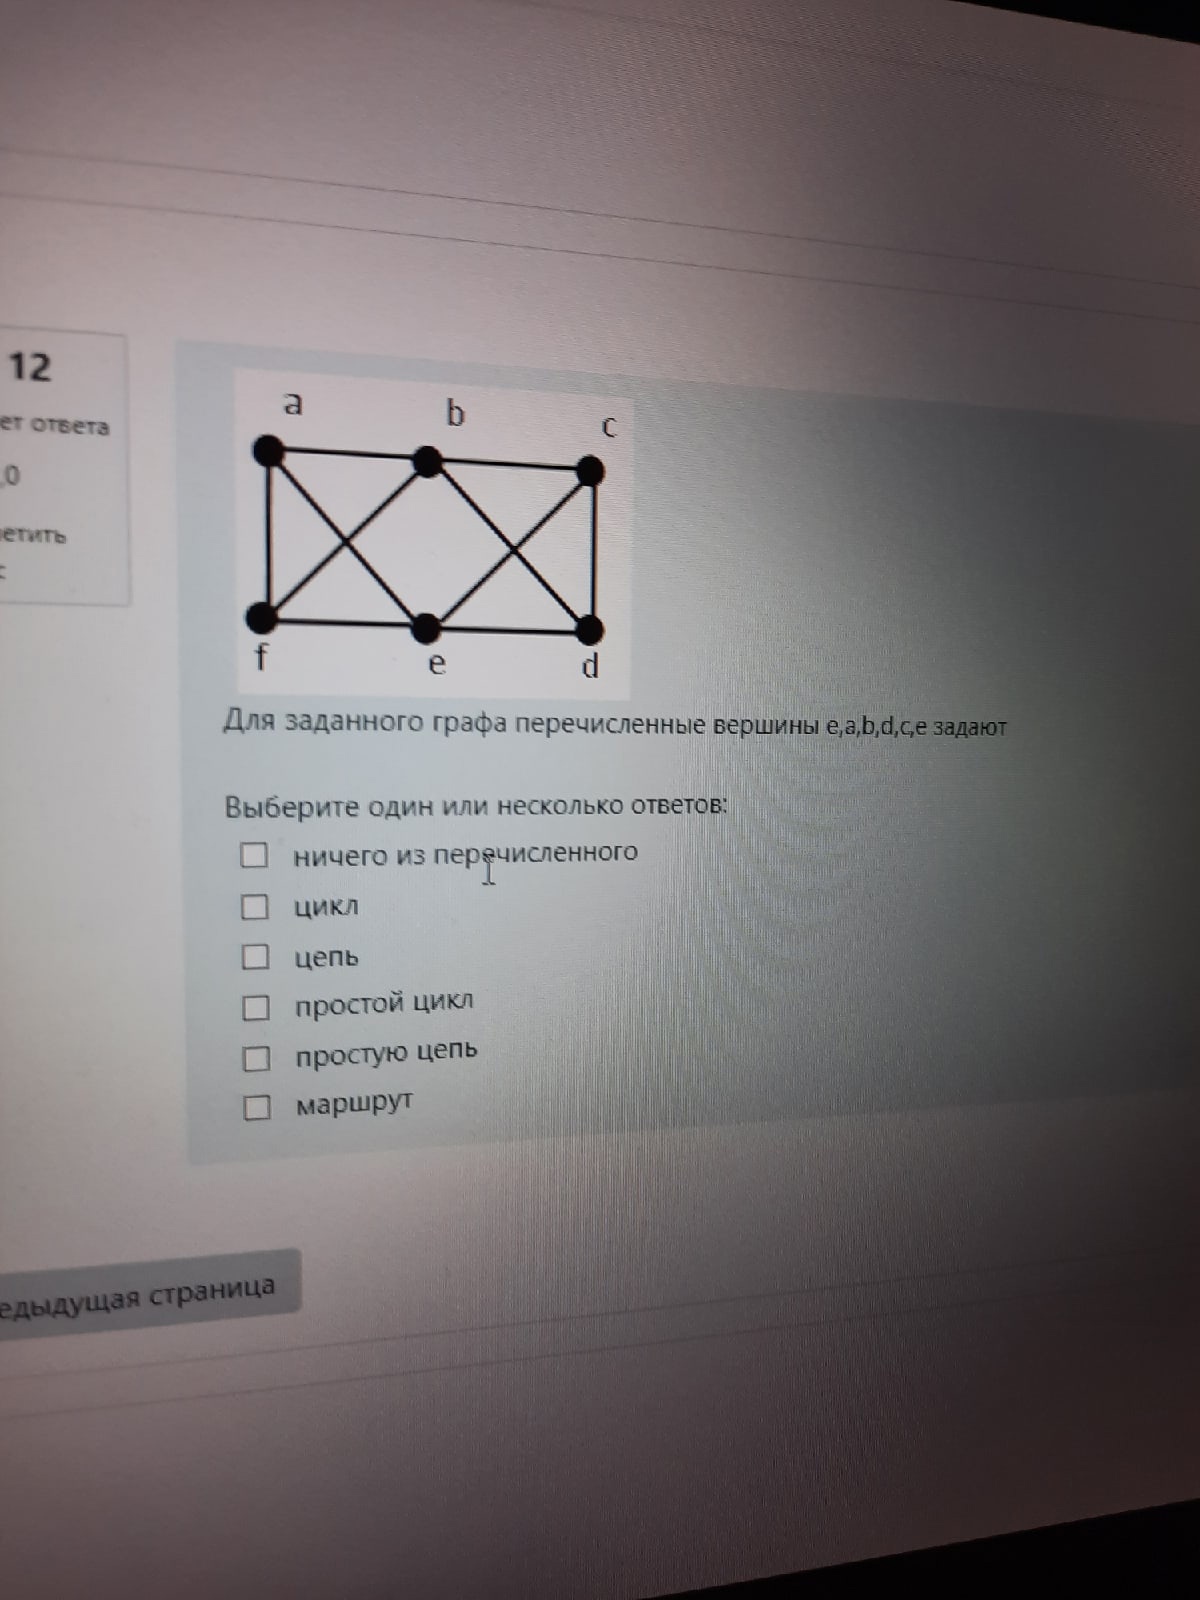 12
ет ответа
,0
етить
a
b
c
f
e
d
Для заданного графа перечисленные вершины e,a,b,d,c,e задают
Выберите один или несколько ответов:
ничего из перечисленного
цикл
цепь
простой цикл
простую цепь
маршрут
едыдущая страница